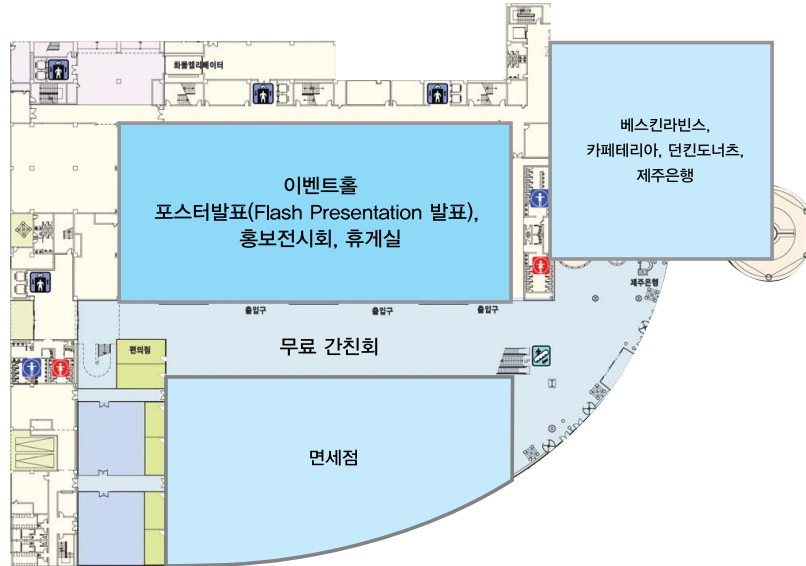 화물엘리베이터
베스킨라빈스,
카페테리아, 던킨도너츠,
제주은행
이벤트홀
포스터발표(Flash Presentation 발표),
홍보전시회, 휴게실
제주은행
출입구
출입구
출입구
편의점
무료 간친회
면세점